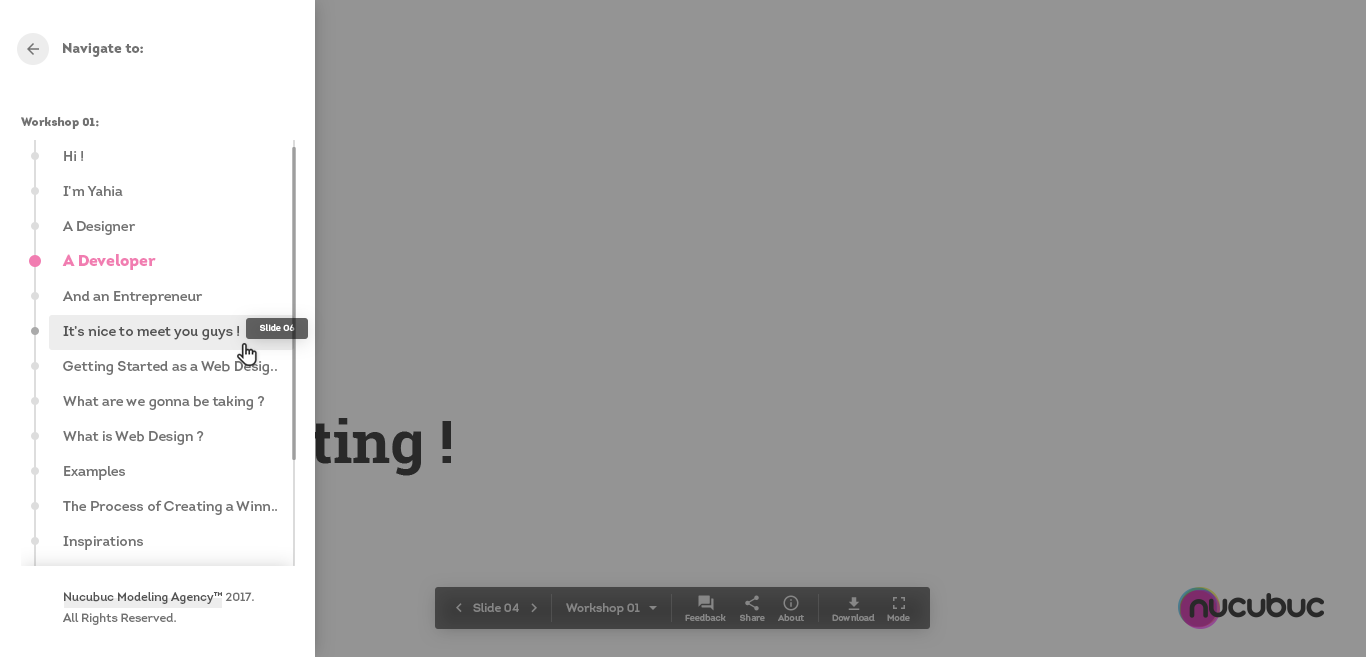 Navigate to:
Workshop 01:
Hi !
I'm Yahia
A Designer
A Developer
And an Entrepreneur
It's nice to meet you guys !
Slide 06
Getting Started as a Web Desig..
What are we gonna be taking ?
What is Web Design ?
Examples
The Process of Creating a Winn..
Inspirations
Nucubuc Modeling Agency™ 2017.
All Rights Reserved.
ting !
Slide 04
Workshop 01
Feedback
Share
About
Download
Mode
nucubuc